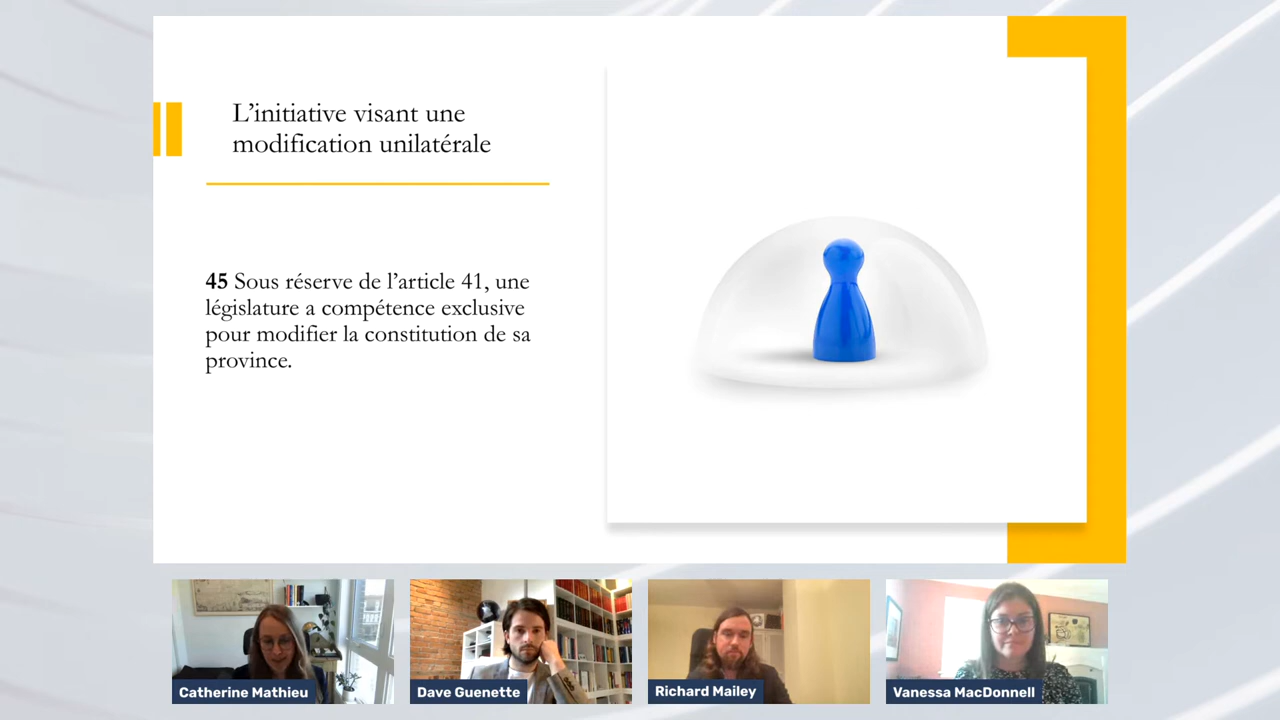 L’initiative visant une
modification unilatérale
45 Sous réserve de l’article 41, une
législature a compétence exclusive
pour modifier la constitution de sa
province.
Catherine Mathieu
Dave Guenette
Richard Mailey
Vanessa MacDonnell